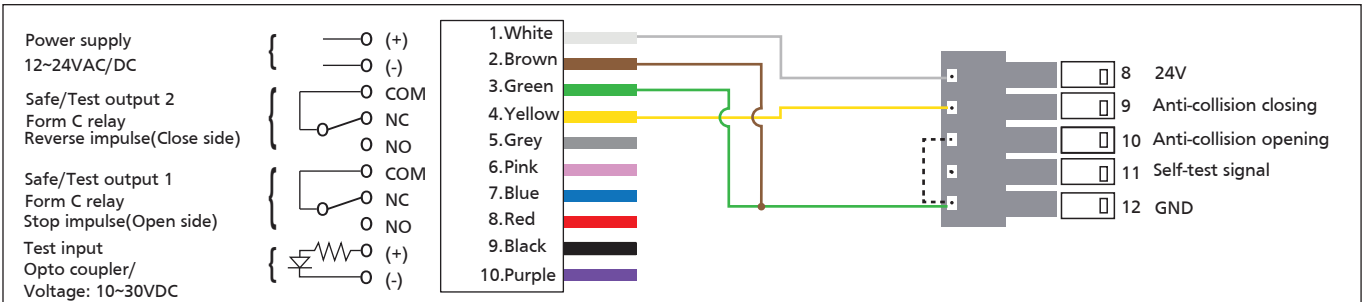 Power supply
12~24VAC/DC
(+)
(-)
Safe/Test output 2
Form C relay
Reverse impulse(Close side)
COM
NC
NO
Safe/Test output 1
Form C relay
Stop impulse(Open side)
COM
NC
NO
Test input
Opto coupler/
Voltage: 10~30VDC
(+)
(-)
1.White
2.Brown
3.Green
4.Yellow
5.Grey
6.Pink
7.Blue
8.Red
9.Black
10.Purple
8 24V
9 Anti-collision closing
10 Anti-collision opening
11 Self-test signal
12 GND